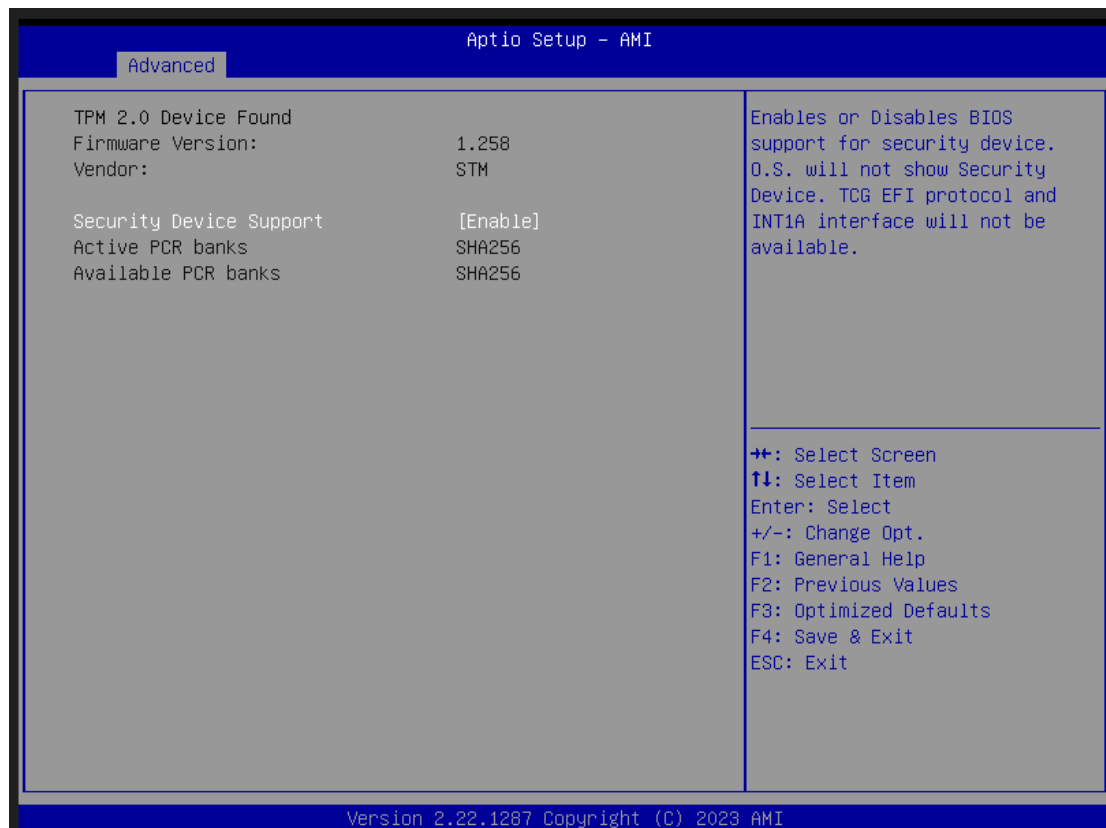 Aptio Setup – AMI
Advanced
TPM 2.0 Device Found
Firmware Version: 1.258
Vendor: STM
Security Device Support [Enable]
Active PCR banks SHA256
Available PCR banks SHA256
Enables or Disables BIOS
support for security device.
O.S. will not show Security
Device. TCG EFI protocol and
INT1A interface will not be
available.
→←: Select Screen
↑↓: Select Item
Enter: Select
+/-: Change Opt.
F1: General Help
F2: Previous Values
F3: Optimized Defaults
F4: Save & Exit
ESC: Exit
Version 2.22.1287 Copyright (C) 2023 AMI